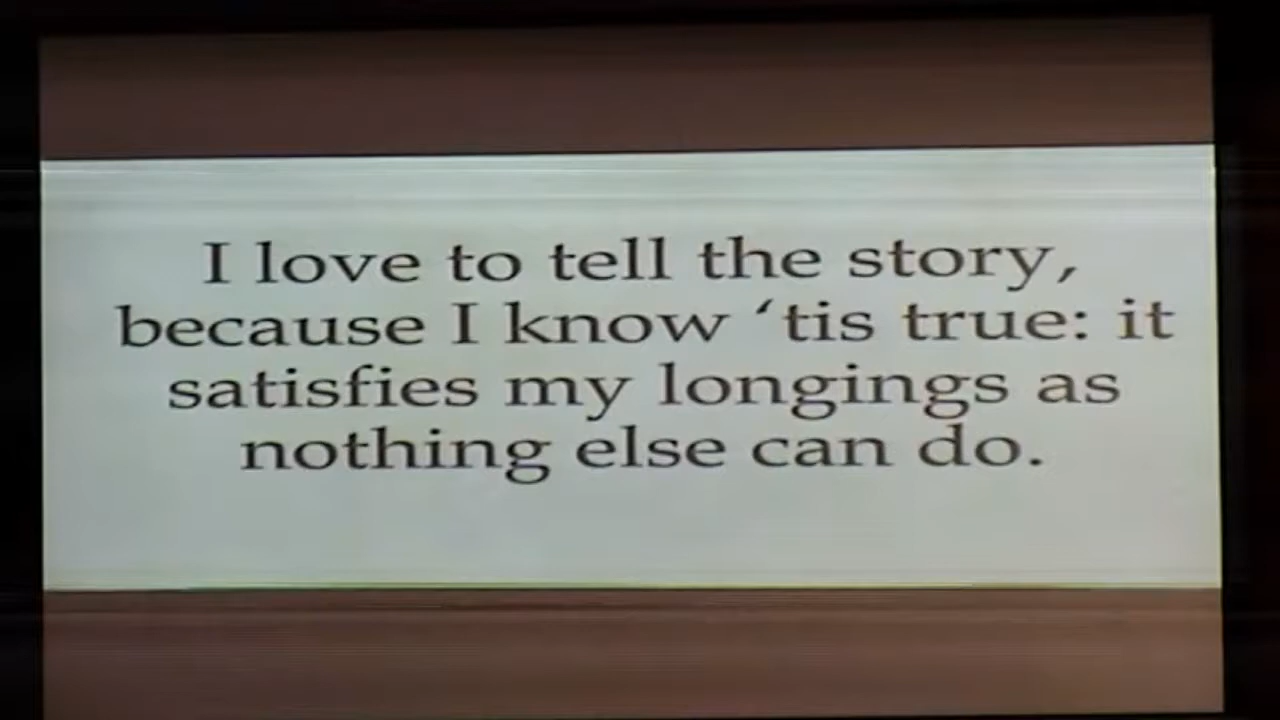 I love to tell the story,
because I know ‘tis true: it
satisfies my longings as
nothing else can do.